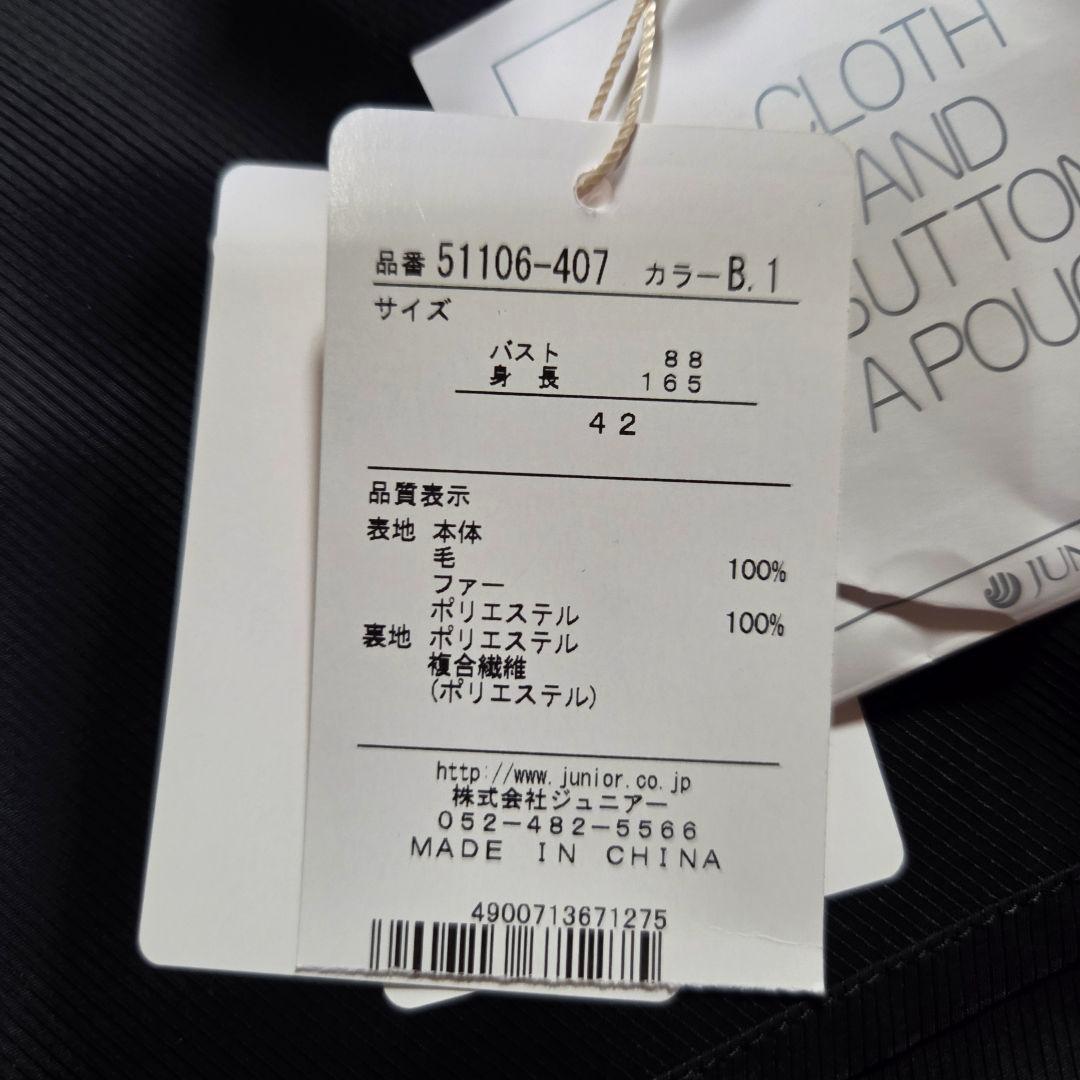 CLOTH
AND
BUTTON
A POUC
JUN
品番 51106-407 カラー B.1
サイズ
バスト 88
身長 165
42
品質表示
表地 本体
毛 100%
ファー
ポリエステル 100%
裏地 ポリエステル
複合繊維
(ポリエステル)
http://www.junior.co.jp
株式会社ジュニアー
052-482-5566
MADE IN CHINA
4900713671275